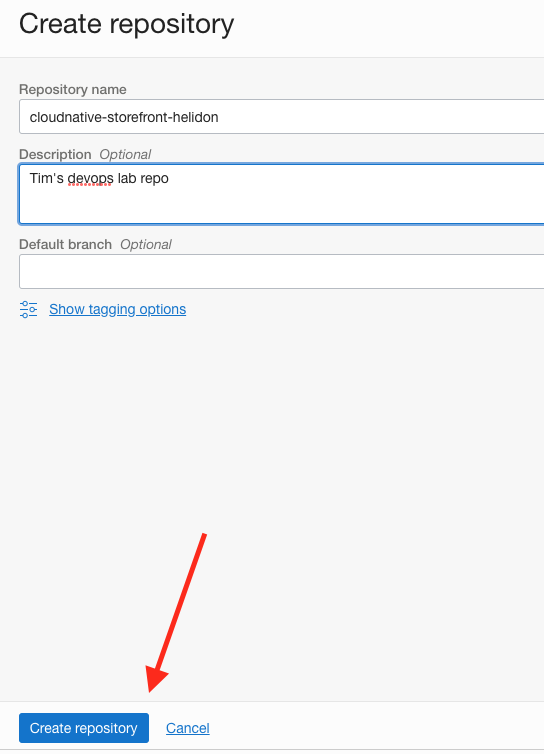 Create repository
Repository name
cloudnative-storefront-helidon
Description Optional
Tim's devops lab repo
Default branch Optional
Show tagging options
Create repository Cancel